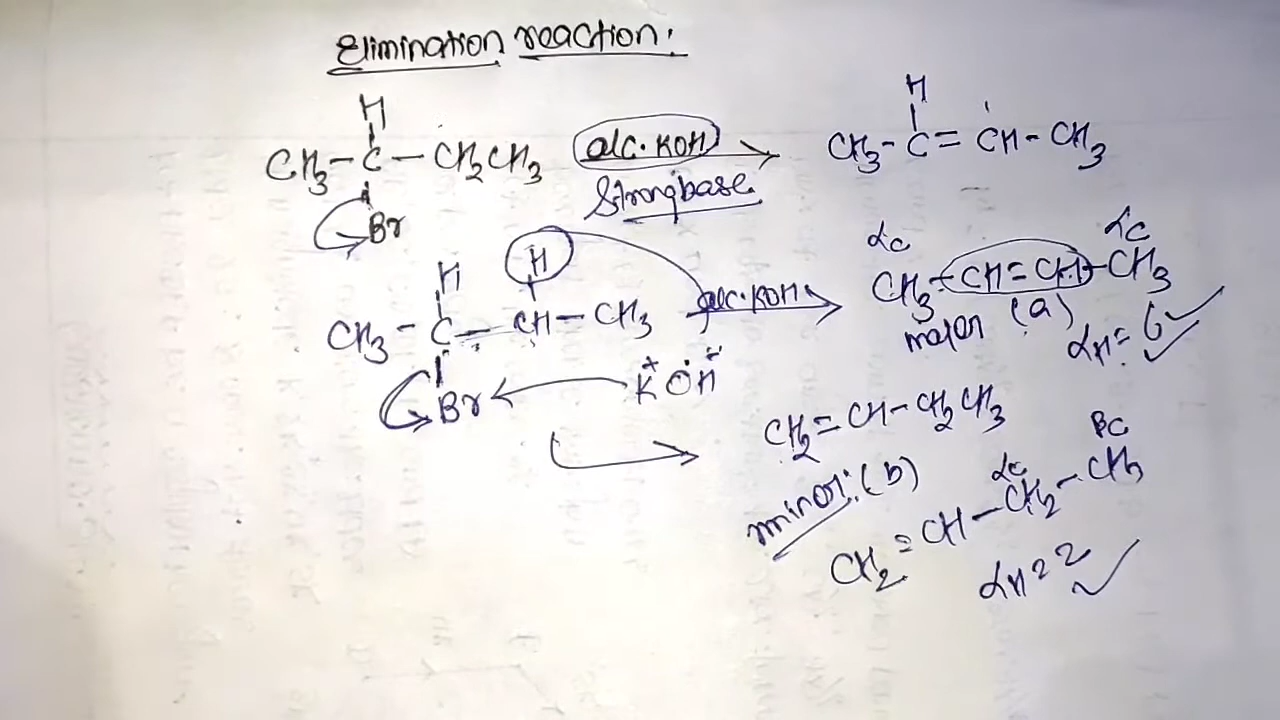 Elimination reaction:
H
CH3-C-CH2CH3 alc.KOH CH3-C=CH-CH3
H
Br Strongbase
αc αc
H H
CH3-C-CH-CH3 alc.KOH CH3-CH=CH-CH3
major (a) αH=6
Br K+ OH-
CH2=CH-CH2CH3
minor:(b)
αc βc
CH2=CH-CH2-CH3
αH=2